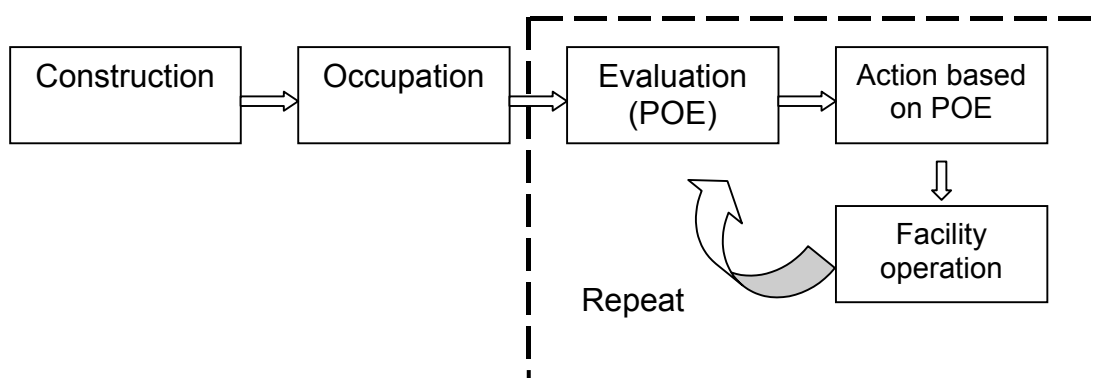 Construction
Occupation
Evaluation
(POE)
Action based
on POE
Facility
operation
Repeat